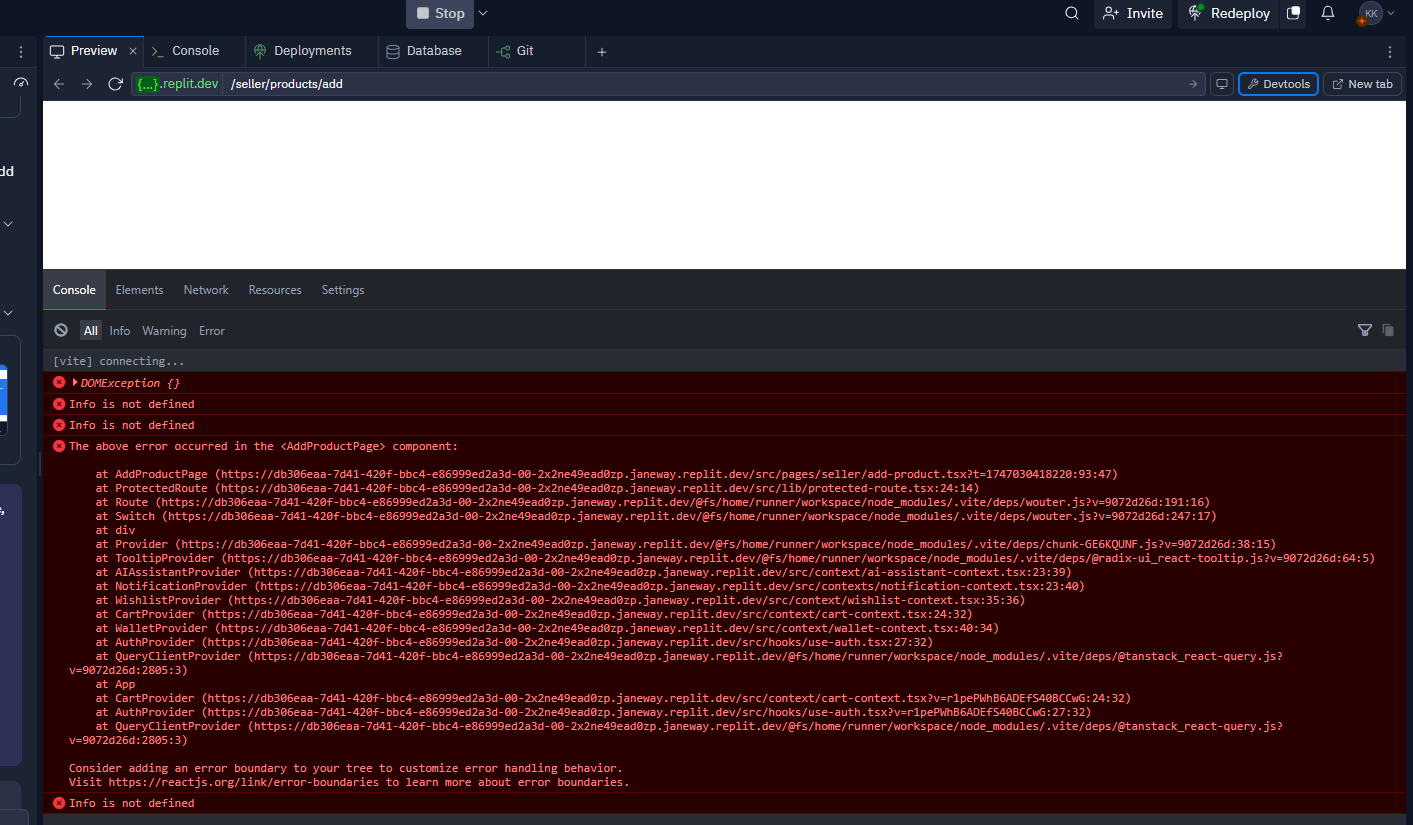 Stop
Invite
Redeploy
KK
Preview
Console
Deployments
Database
Git
{...}.replit.dev
/seller/products/add
Devtools
New tab
dd
Console
Elements
Network
Resources
Settings
All
Info
Warning
Error
[vite] connecting...
DOMException {}
Info is not defined
Info is not defined
The above error occurred in the <AddProductPage> component:
at AddProductPage (https://db306eaa-7d41-420f-bbc4-e86999ed2a3d-00-2x2ne49ead0zp.janeway.replit.dev/src/pages/seller/add-product.tsx?t=1747030418220:93:47)
at ProtectedRoute (https://db306eaa-7d41-420f-bbc4-e86999ed2a3d-00-2x2ne49ead0zp.janeway.replit.dev/src/lib/protected-route.tsx:24:14)
at Route (https://db306eaa-7d41-420f-bbc4-e86999ed2a3d-00-2x2ne49ead0zp.janeway.replit.dev/@fs/home/runner/workspace/node_modules/.vite/deps/wouter.js?v=9072d26d:191:16)
at Switch (https://db306eaa-7d41-420f-bbc4-e86999ed2a3d-00-2x2ne49ead0zp.janeway.replit.dev/@fs/home/runner/workspace/node_modules/.vite/deps/wouter.js?v=9072d26d:247:17)
at div
at Provider (https://db306eaa-7d41-420f-bbc4-e86999ed2a3d-00-2x2ne49ead0zp.janeway.replit.dev/@fs/home/runner/workspace/node_modules/.vite/deps/chunk-GE6KQUNF.js?v=9072d26d:38:15)
at TooltipProvider (https://db306eaa-7d41-420f-bbc4-e86999ed2a3d-00-2x2ne49ead0zp.janeway.replit.dev/@fs/home/runner/workspace/node_modules/.vite/deps/@radix-ui_react-tooltip.js?v=9072d26d:64:5)
at AIAssistantProvider (https://db306eaa-7d41-420f-bbc4-e86999ed2a3d-00-2x2ne49ead0zp.janeway.replit.dev/src/context/ai-assistant-context.tsx:23:39)
at NotificationProvider (https://db306eaa-7d41-420f-bbc4-e86999ed2a3d-00-2x2ne49ead0zp.janeway.replit.dev/src/contexts/notification-context.tsx:23:40)
at WishlistProvider (https://db306eaa-7d41-420f-bbc4-e86999ed2a3d-00-2x2ne49ead0zp.janeway.replit.dev/src/context/wishlist-context.tsx:35:36)
at CartProvider (https://db306eaa-7d41-420f-bbc4-e86999ed2a3d-00-2x2ne49ead0zp.janeway.replit.dev/src/context/cart-context.tsx:24:32)
at WalletProvider (https://db306eaa-7d41-420f-bbc4-e86999ed2a3d-00-2x2ne49ead0zp.janeway.replit.dev/src/context/wallet-context.tsx:40:34)
at AuthProvider (https://db306eaa-7d41-420f-bbc4-e86999ed2a3d-00-2x2ne49ead0zp.janeway.replit.dev/src/hooks/use-auth.tsx:27:32)
at QueryClientProvider (https://db306eaa-7d41-420f-bbc4-e86999ed2a3d-00-2x2ne49ead0zp.janeway.replit.dev/@fs/home/runner/workspace/node_modules/.vite/deps/@tanstack_react-query.js?
v=9072d26d:2805:3)
at App
at CartProvider (https://db306eaa-7d41-420f-bbc4-e86999ed2a3d-00-2x2ne49ead0zp.janeway.replit.dev/src/context/cart-context.tsx?v=r1pePWhB6ADEfS40BCCwG:24:32)
at AuthProvider (https://db306eaa-7d41-420f-bbc4-e86999ed2a3d-00-2x2ne49ead0zp.janeway.replit.dev/src/hooks/use-auth.tsx?v=r1pePWhB6ADEfS40BCCwG:27:32)
at QueryClientProvider (https://db306eaa-7d41-420f-bbc4-e86999ed2a3d-00-2x2ne49ead0zp.janeway.replit.dev/@fs/home/runner/workspace/node_modules/.vite/deps/@tanstack_react-query.js?
v=9072d26d:2805:3)
Consider adding an error boundary to your tree to customize error handling behavior.
Visit https://reactjs.org/link/error-boundaries to learn more about error boundaries.
Info is not defined